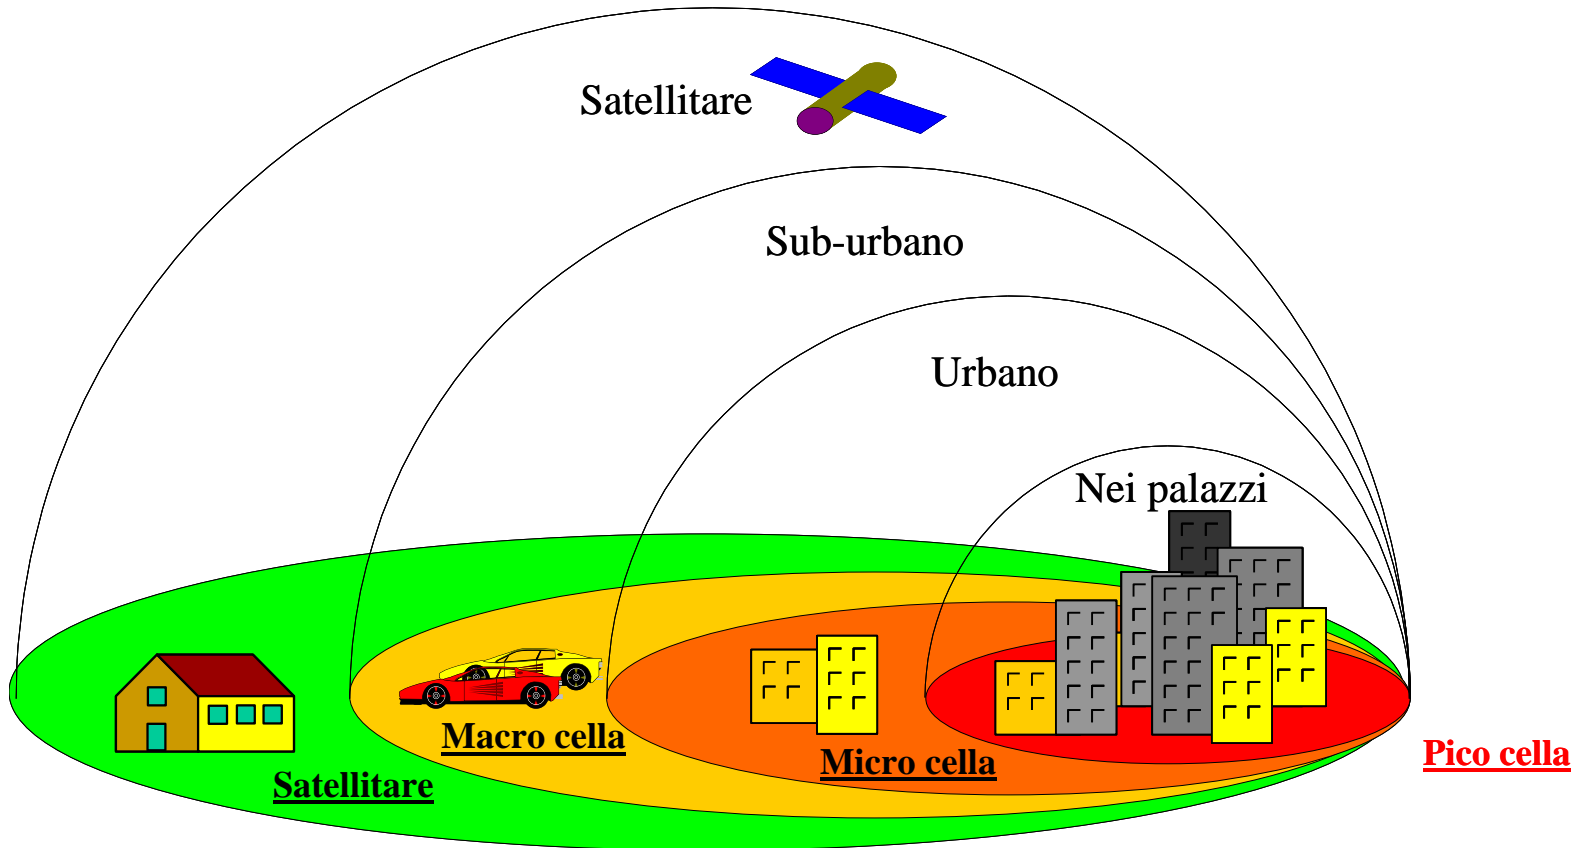 Satellitare
Sub-urbano
Urbano
Nei palazzi
Macro cella
Micro cella
Pico cella
Satellitare